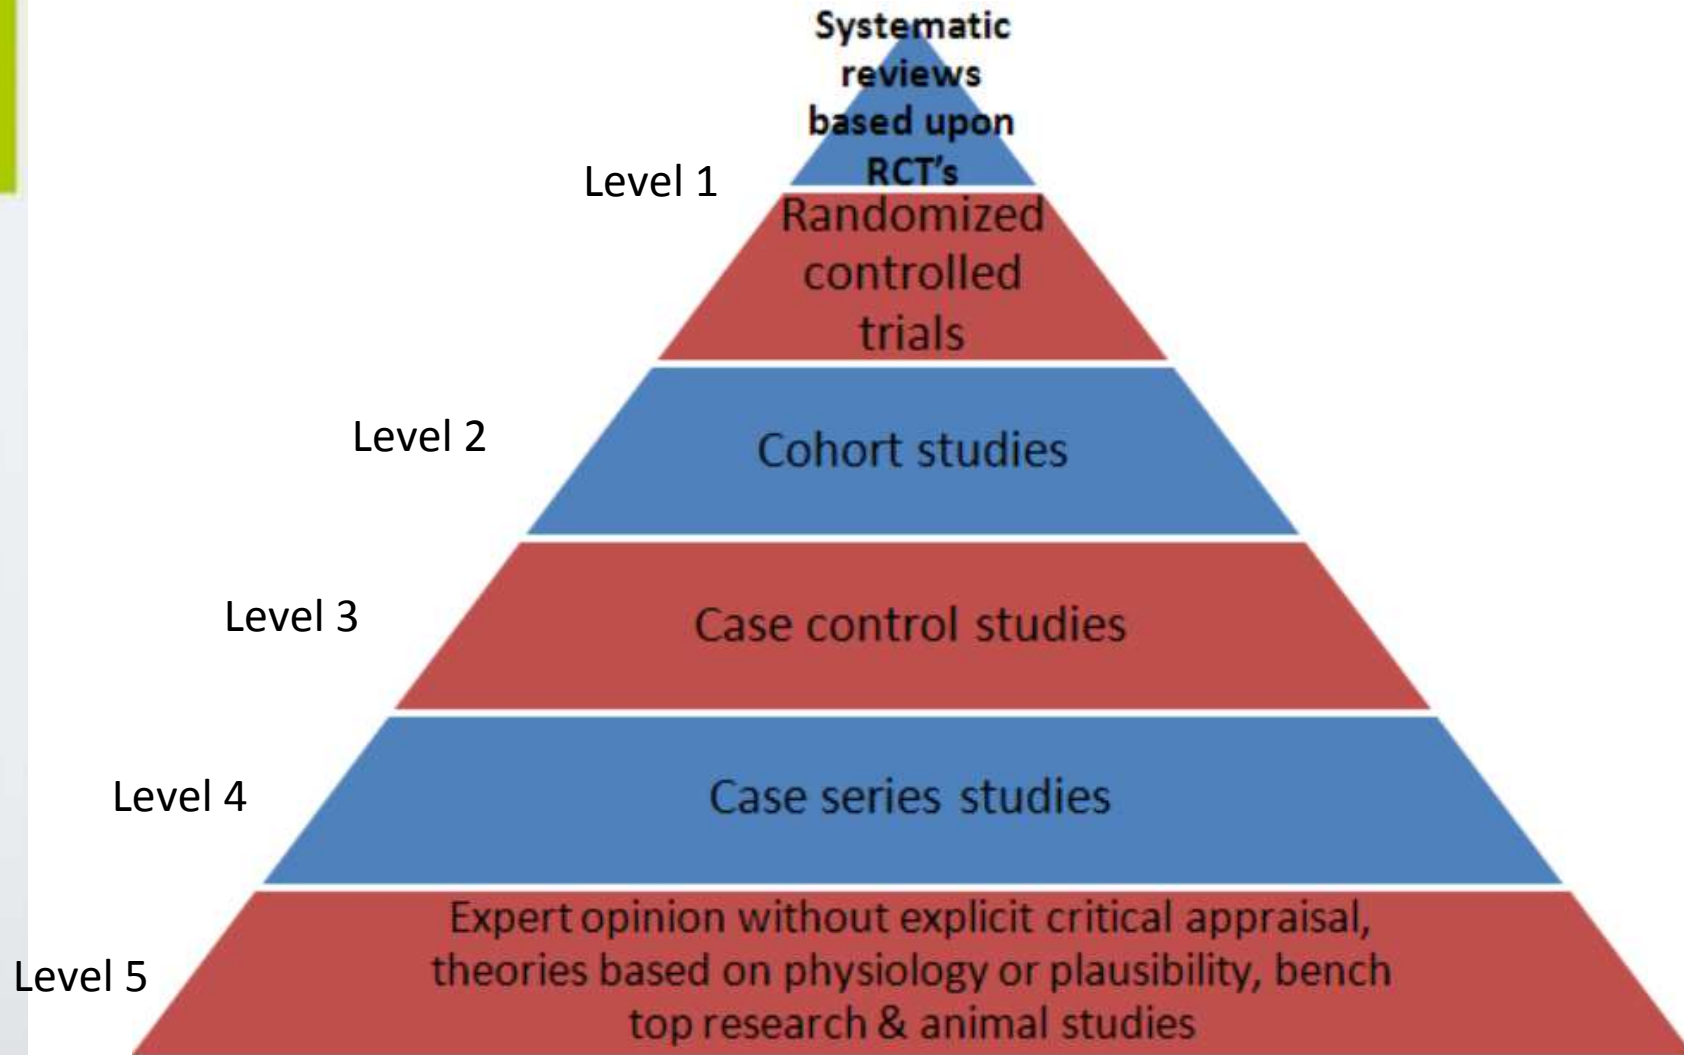 Systematic
reviews
based upon
RCT's
Level 1
Randomized
controlled
trials
Level 2
Cohort studies
Level 3
Case control studies
Level 4
Case series studies
Expert opinion without explicit critical appraisal,
theories based on physiology or plausibility, bench
top research & animal studies
Level 5